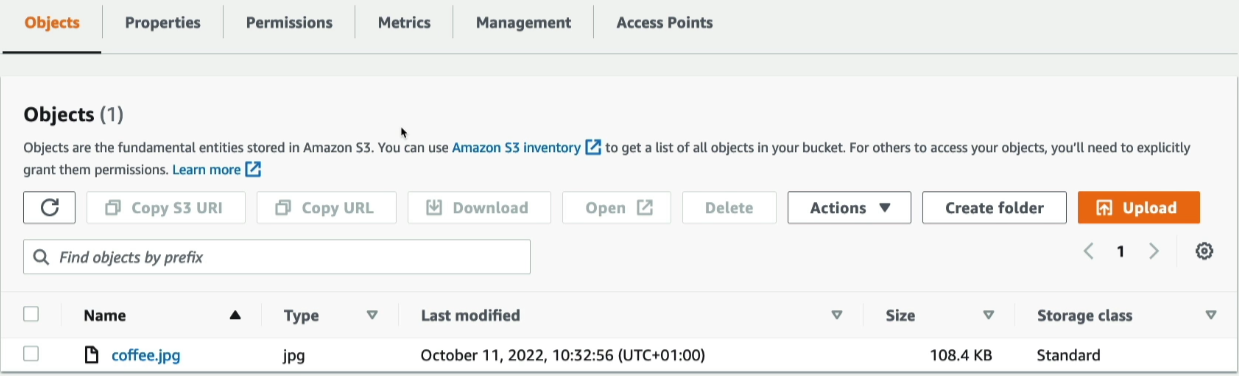 Objects Properties Permissions Metrics Management Access Points
Objects (1)
Objects are the fundamental entities stored in Amazon S3. You can use Amazon S3 inventory to get a list of all objects in your bucket. For others to access your objects, you'll need to explicitly
grant them permissions. Learn more
Copy S3 URI Copy URL Download Open Delete Actions Create folder Upload
Find objects by prefix 1
Name Type Last modified Size Storage class
coffee.jpg jpg October 11, 2022, 10:32:56 (UTC+01:00) 108.4 KB Standard